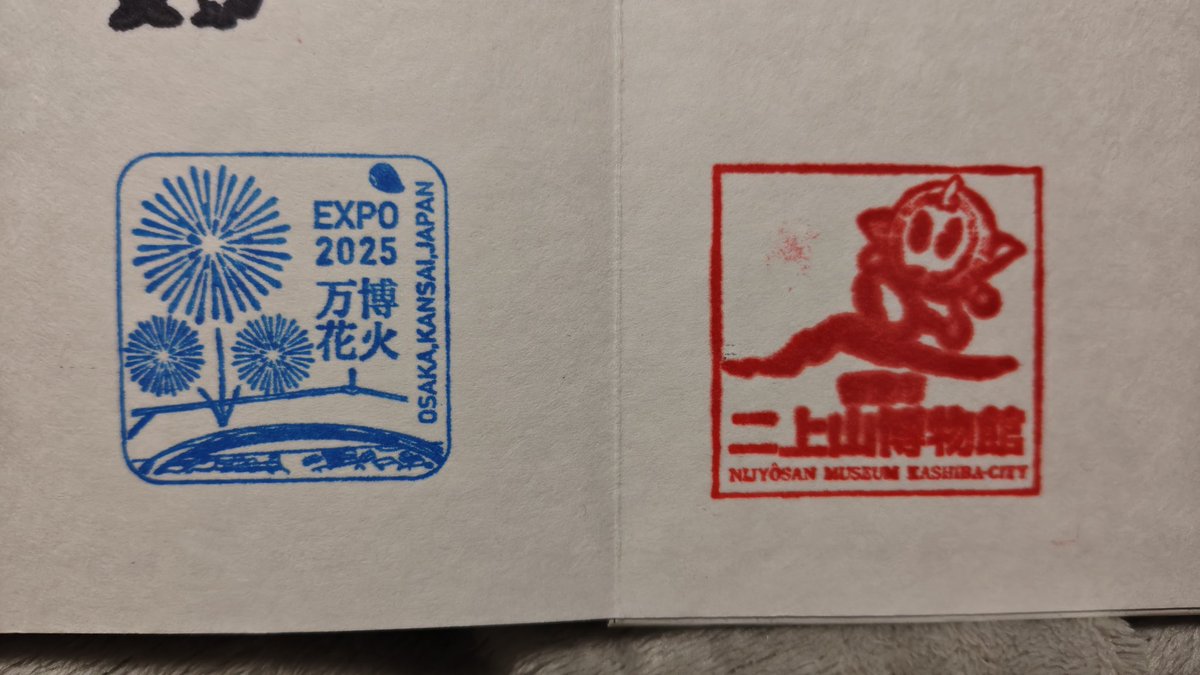 EXPO
2025
万博
花火
OSAKA,KANSAI,JAPAN
二上山博物館
NIJYÔSAN MUSEUM KASHIBA-CITY